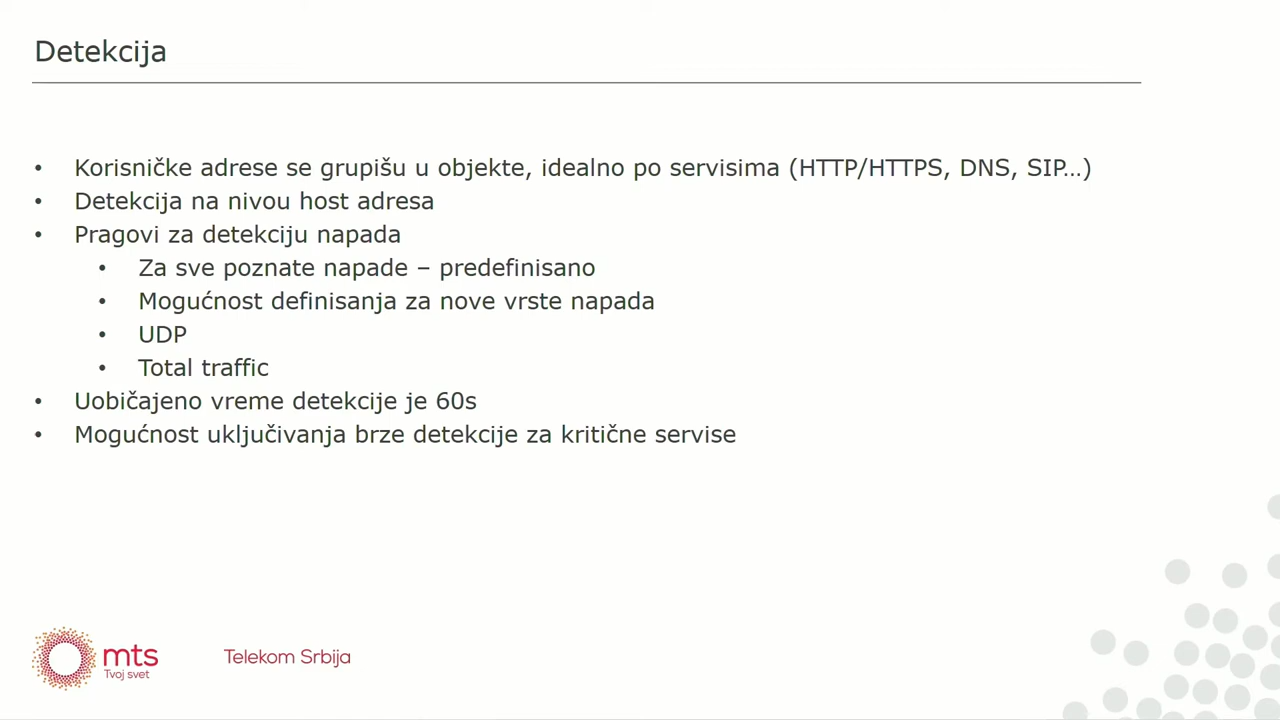 Detekcija
• Korisničke adrese se grupišu u objekte, idealno po servisima (HTTP/HTTPS, DNS, SIP…)
• Detekcija na nivou host adresa
• Pragovi za detekciju napada
• Za sve poznate napade – predefinisano
• Mogućnost definisanja za nove vrste napada
• UDP
• Total traffic
• Uobičajeno vreme detekcije je 60s
• Mogućnost uključivanja brze detekcije za kritične servise
mts
Tvoj svet
Telekom Srbija